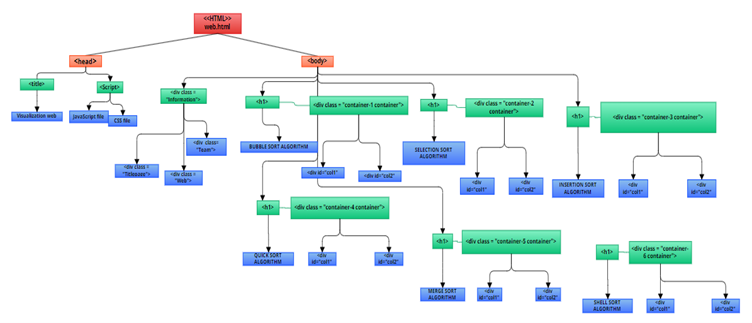 <<HTML>>
web.html
<head>
<body>
<title>
<Script>
Visualization web
JavaScript file
CSS file
<div class =
"Information">
<div class =
"Titlepage">
<div class =
"Web">
<div class=
"Team">
<h1>
<div class = "container-1 container">
BUBBLE SORT ALGORITHM
<div id="col1"
<div id="col2"
<h1>
<div class = "container-2
container">
SELECTION SORT
ALGORITHM
<div
id="col1"
<div
id="col2"
<h1>
<div class = "container-3 container">
INSERTION SORT
ALGORITHM
<div
id="col1"
<div
id="col2"
<h1>
<div class = "container-4 container">
QUICK SORT
ALGORITHM
<div
id="col1"
<div
id="col2"
<h1>
<div class = "container-5 container">
MERGE SORT
ALGORITHM
<div
id="col1"
<div
id="col2"
<h1>
<div class = "container-
6 container">
SHELL SORT
ALGORITHM
<div
id="col1"
<div
id="col2"